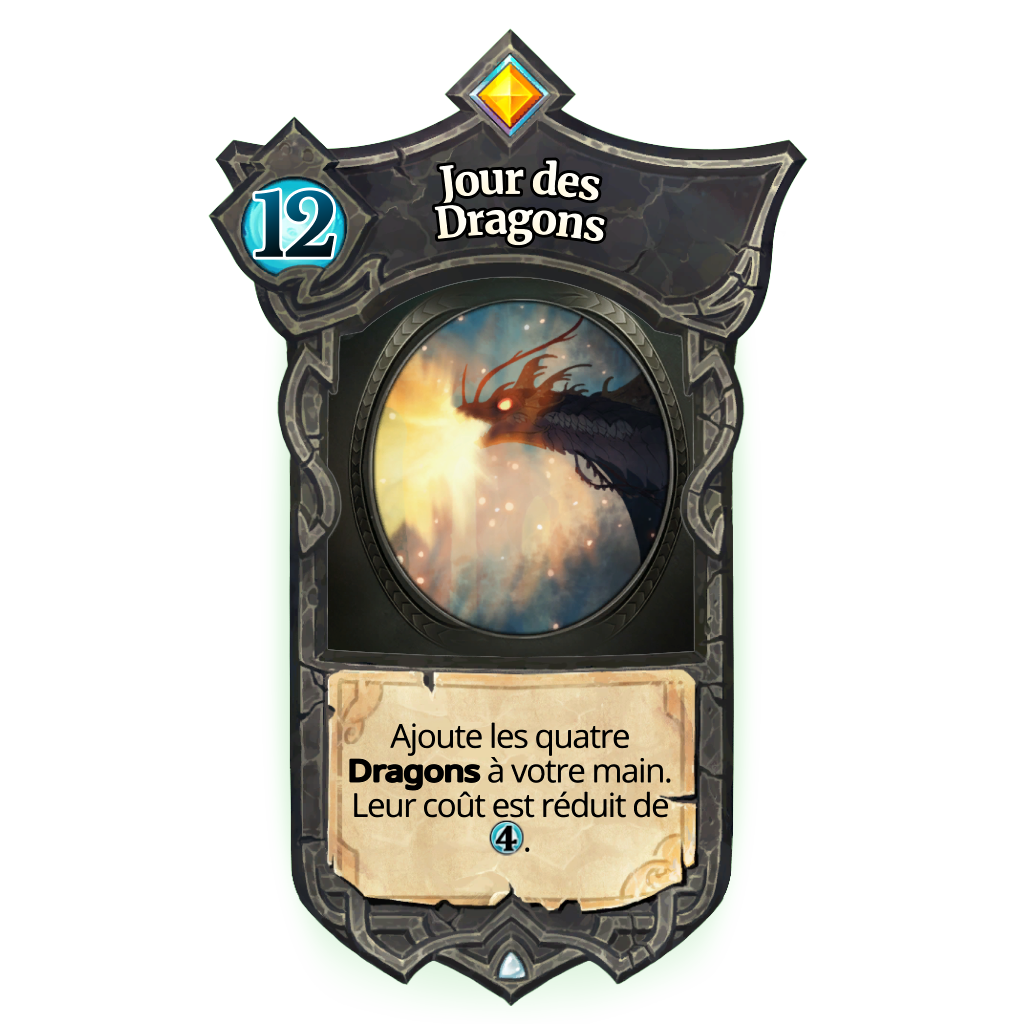 12
Jour des
Dragons
Ajoute les quatre
Dragons à votre main.
Leur coût est réduit de
4.